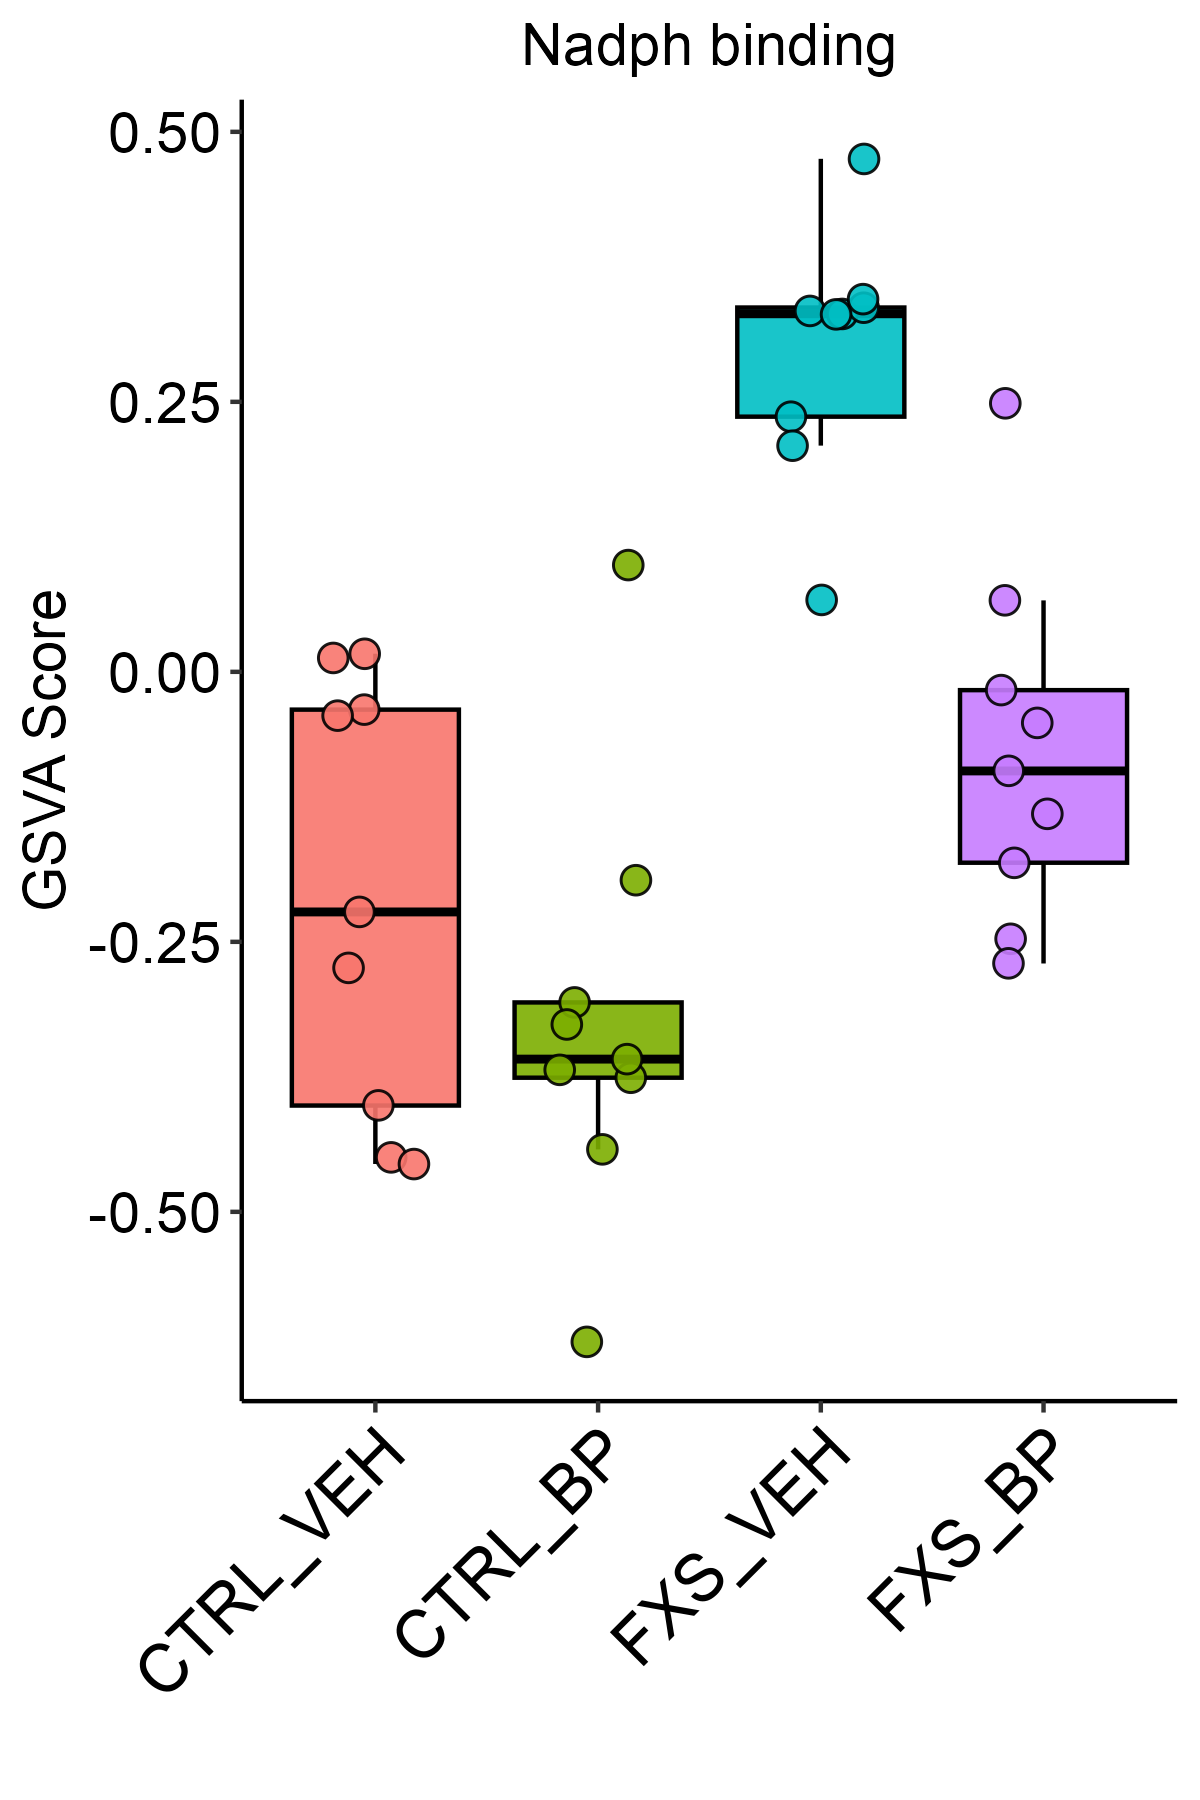 Nadph binding
0.50
0.25
0.00
-0.25
-0.50
GSVA Score
CTRL_VEH
CTRL_BP
FXS_VEH
FXS_BP